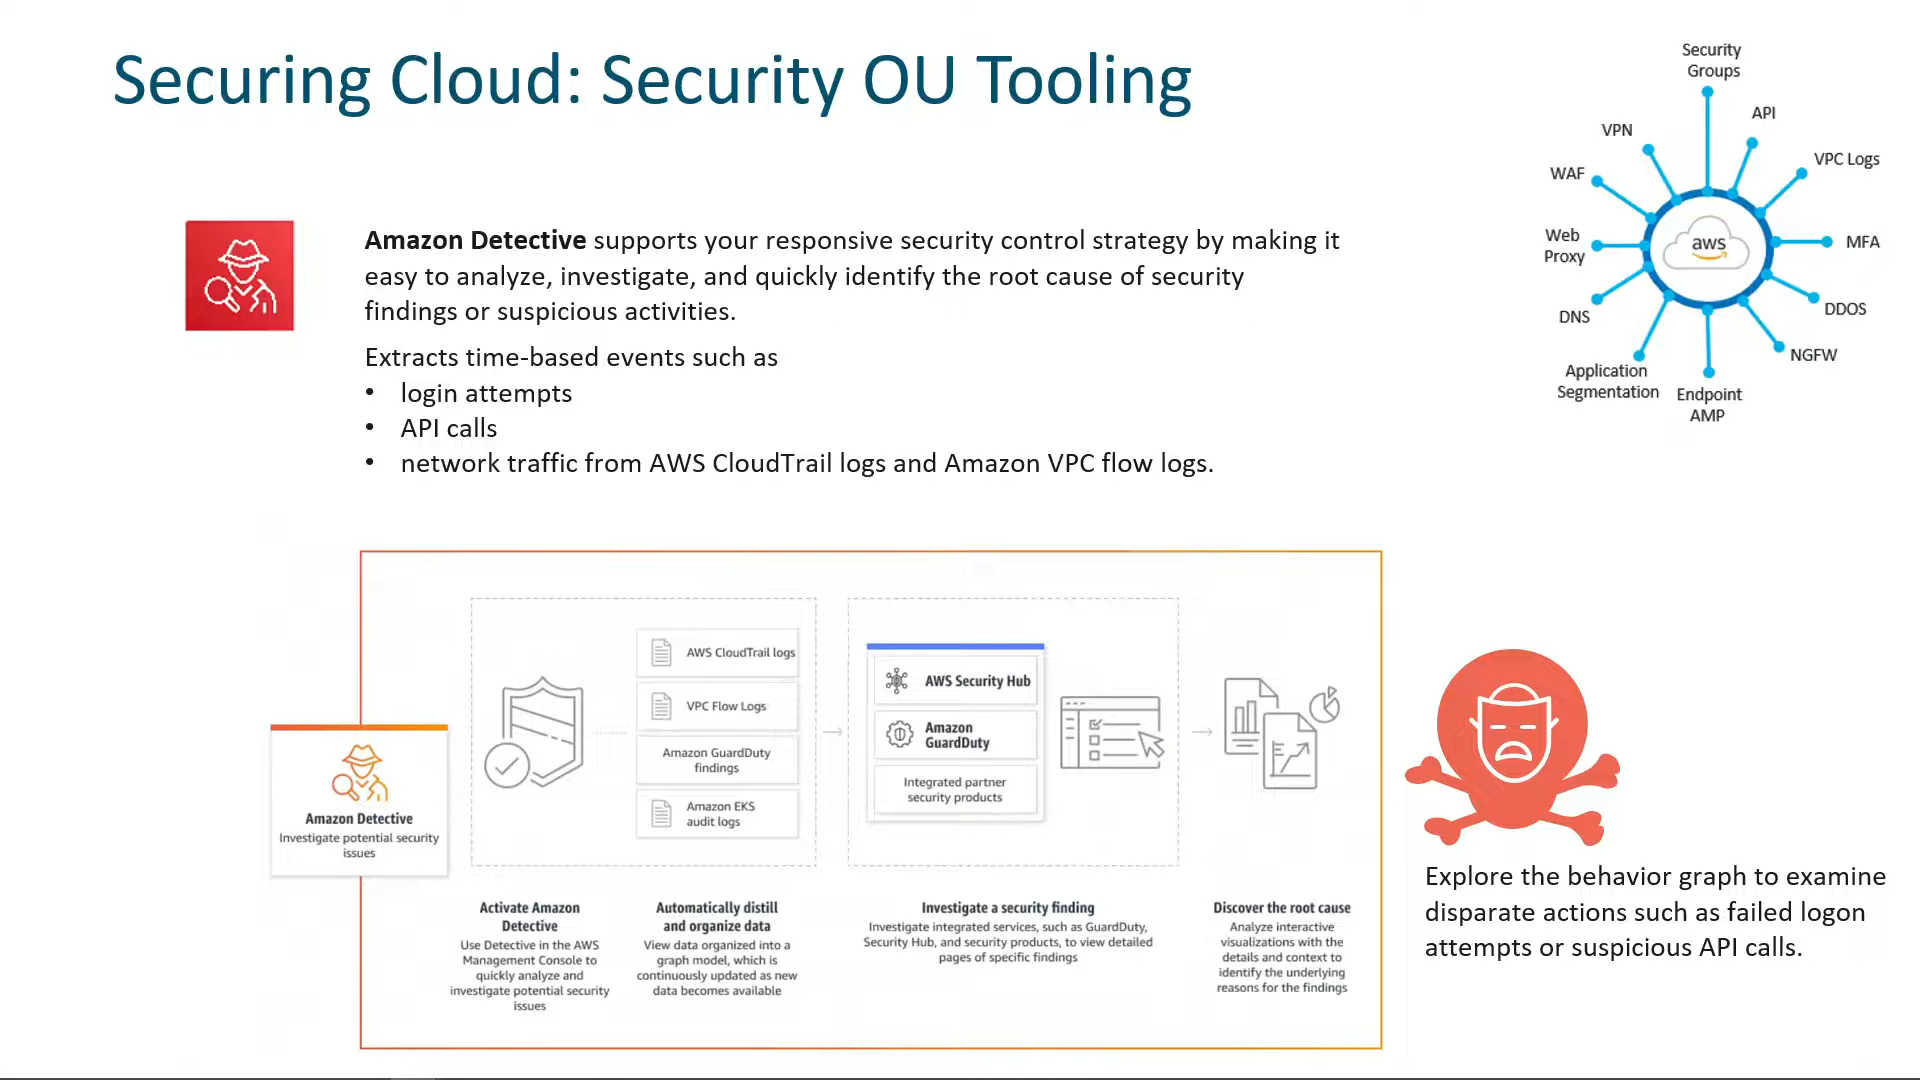 Securing Cloud: Security OU Tooling
Security
Groups
API
VPN
VPC Logs
WAF
aws
Web
Proxy
MFA
DNS
DDOS
NGFW
Application
Segmentation
Endpoint
AMP
Amazon Detective supports your responsive security control strategy by making it
easy to analyze, investigate, and quickly identify the root cause of security
findings or suspicious activities.
Extracts time-based events such as
• login attempts
• API calls
• network traffic from AWS CloudTrail logs and Amazon VPC flow logs.
Amazon Detective
Investigate potential security
issues
AWS CloudTrail logs
VPC Flow Logs
Amazon GuardDuty
findings
Amazon EKS
audit logs
AWS Security Hub
Amazon
GuardDuty
Integrated partner
security products
Activate Amazon
Detective
Use Detective in the AWS
Management Console to
quickly analyze and
investigate potential security
issues
Automatically distill
and organize data
View data organized into a
graph model, which is
continuously updated as new
data becomes available
Investigate a security finding
Investigate integrated services, such as GuardDuty,
Security Hub, and security products, to view detailed
pages of specific findings
Discover the root cause
Analyze interactive
visualizations with the
details and context to
identify the underlying
reasons for the findings
Explore the behavior graph to examine
disparate actions such as failed logon
attempts or suspicious API calls.